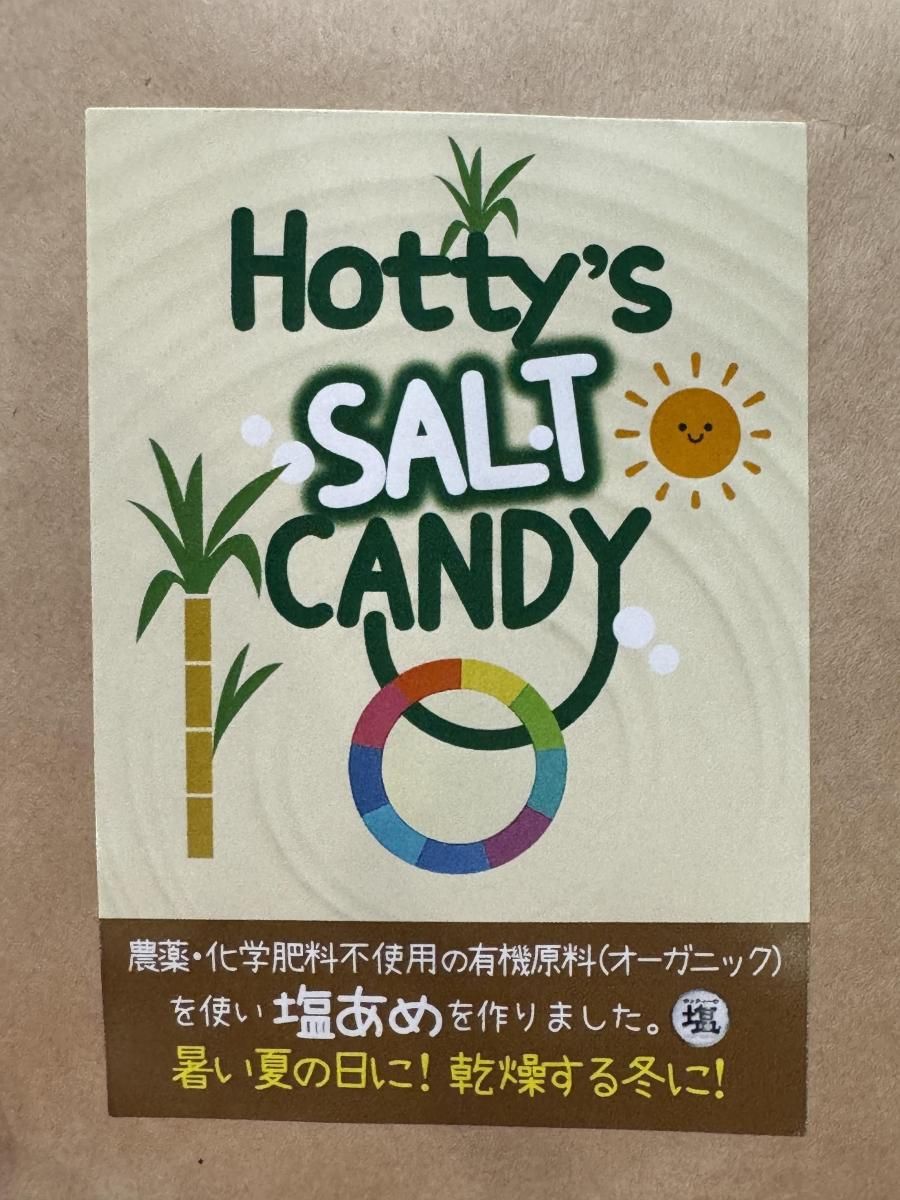 Hotty's
SALT
CANDY
農薬・化学肥料不使用の有機原料(オーガニック)
を使い塩あめを作りました。塩
暑い夏の日に! 乾燥する冬に!